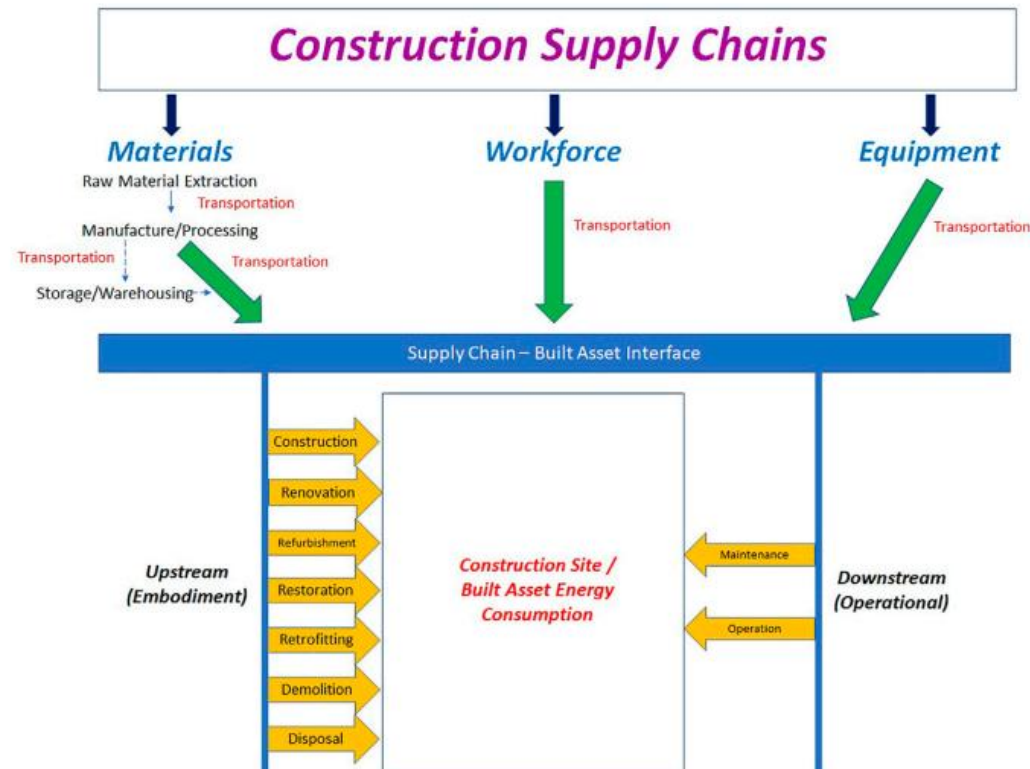 Construction Supply Chains
Materials
Workforce
Equipment
Raw Material Extraction
Transportation
Manufacture/Processing
Transportation
Transportation
Storage/Warehousing
Transportation
Transportation
Supply Chain – Built Asset Interface
Construction
Renovation
Refurbishment
Restoration
Retrofitting
Demolition
Disposal
Upstream
(Embodiment)
Construction Site /
Built Asset Energy
Consumption
Maintenance
Operation
Downstream
(Operational)